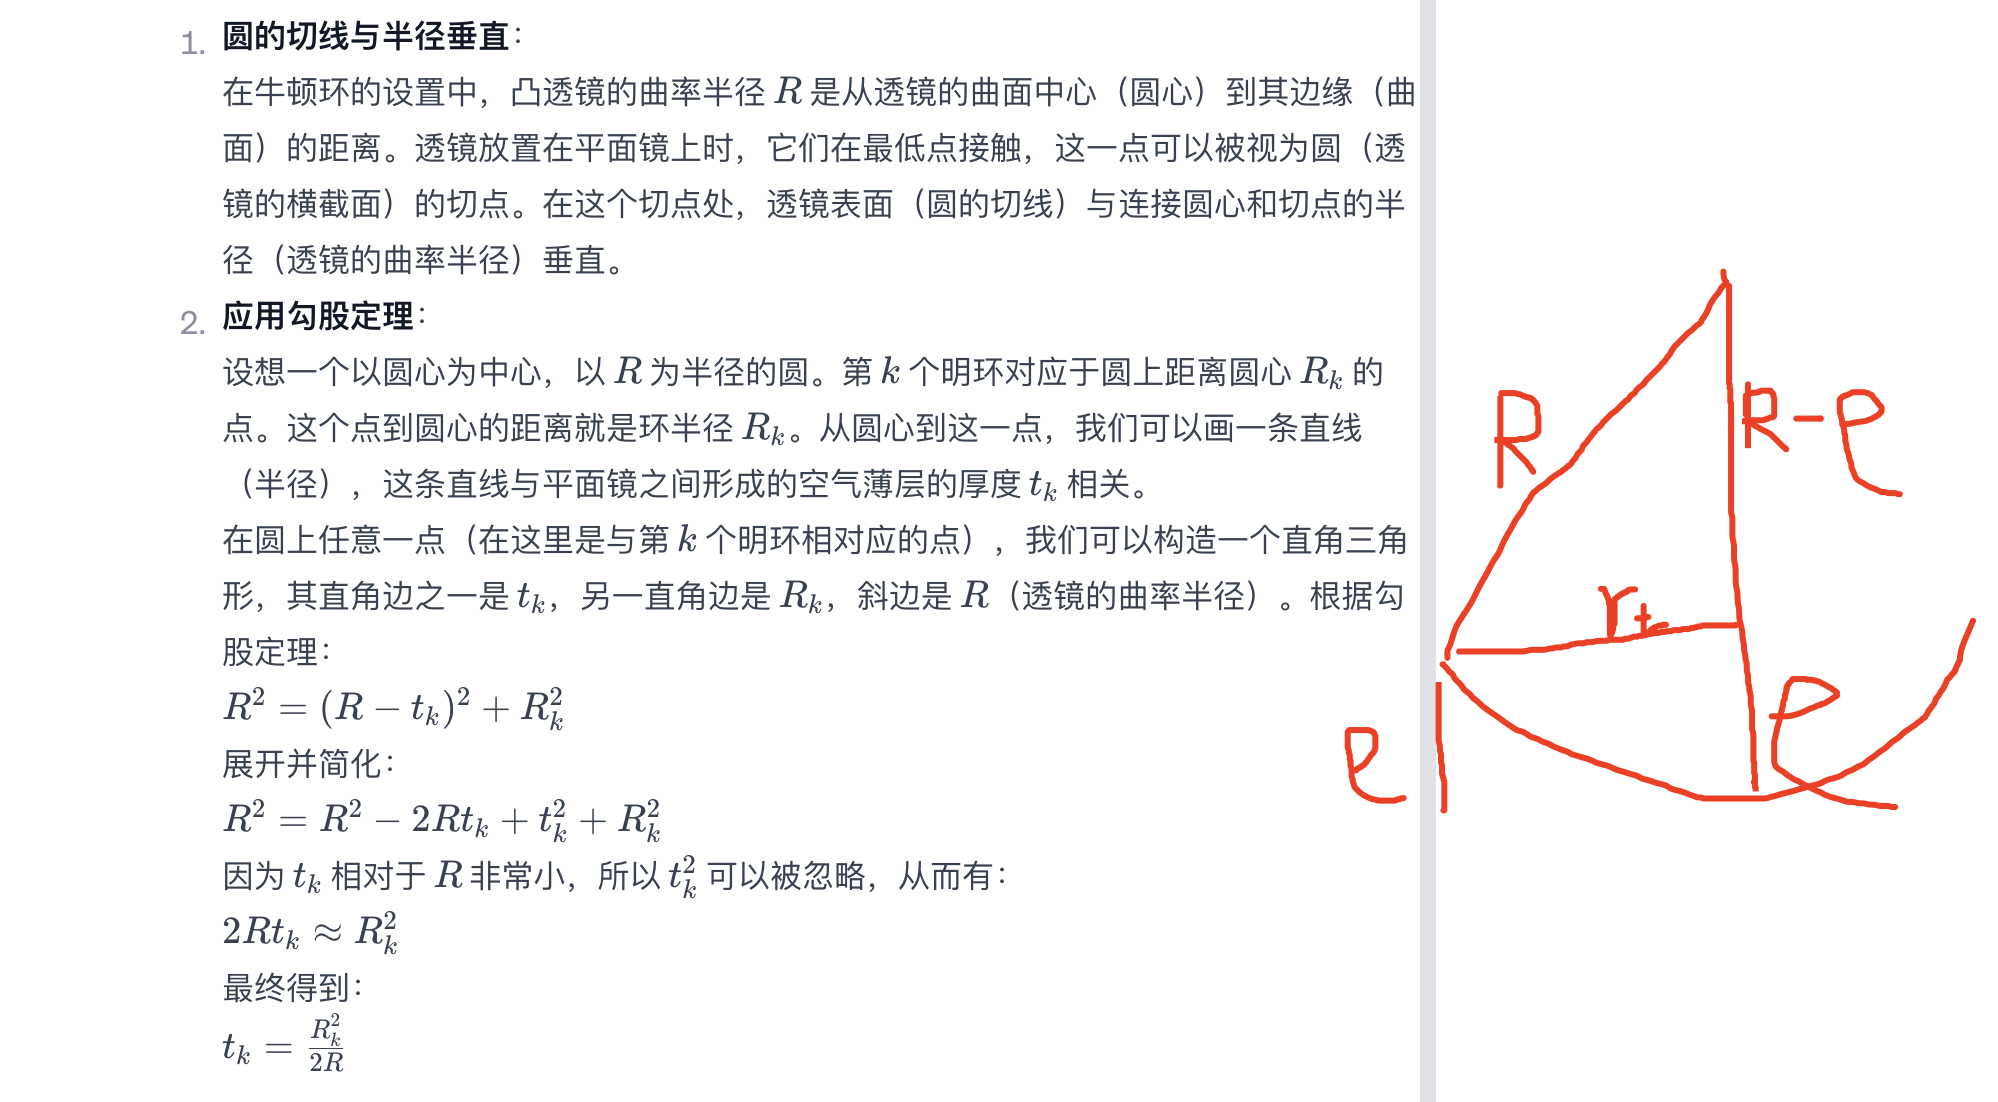 1. 圆的切线与半径垂直：
在牛顿环的设置中，凸透镜的曲率半径 R 是从透镜的曲面中心（圆心）到其边缘（曲
面）的距离。透镜放置在平面镜上时，它们在最低点接触，这一点可以被视为圆（透
镜的横截面）的切点。在这个切点处，透镜表面（圆的切线）与连接圆心和切点的半
径（透镜的曲率半径）垂直。
2. 应用勾股定理：
设想一个以圆心为中心，以 R 为半径的圆。第 k 个明环对应于圆上距离圆心 R_k 的
点。这个点到圆心的距离就是环半径 R_k。从圆心到这一点，我们可以画一条直线
（半径），这条直线与平面镜之间形成的空气薄层的厚度 t_k 相关。
在圆上任意一点（在这里是与第 k 个明环相对应的点），我们可以构造一个直角三角
形，其直角边之一是 t_k，另一直角边是 R_k，斜边是 R（透镜的曲率半径）。根据勾
股定理：
R^2 = (R − t_k)^2 + R_k^2
展开并简化：
R^2 = R^2 − 2Rt_k + t_k^2 + R_k^2
因为 t_k 相对于 R 非常小，所以 t_k^2 可以被忽略，从而有：
2Rt_k ≈ R_k^2
最终得到：
t_k = R_k^2 / 2R
R
R-e
e
e